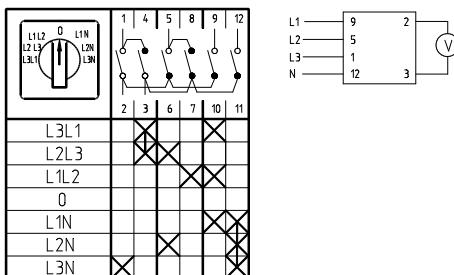 0
L1L2 L1N
L2 L3 L2N
L3L1 L3N
1 4 5 8 9 12
2 3 6 7 10 11
L3L1
L2L3
L1L2
0
L1N
L2N
L3N
L1 9 2
L2 5 V
L3 1
N 12 3